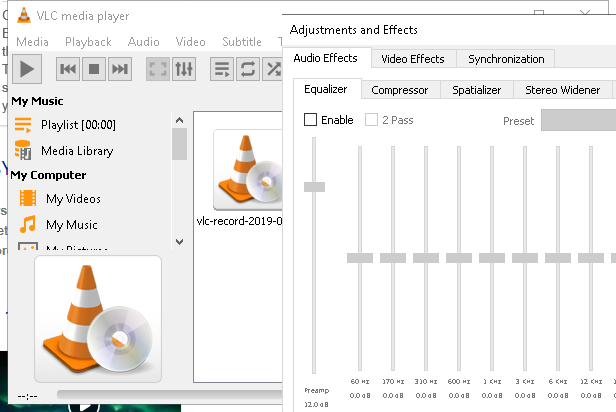 VLC media player
Media Playback Audio Video Subtitle T
My Music
Playlist [00:00]
Media Library
My Computer
My Videos
My Music
My Pictures
vlc-record-2019-0
--:--
Adjustments and Effects
Audio Effects Video Effects Synchronization
Equalizer Compressor Spatializer Stereo Widener
Enable 2 Pass Preset
60 Hz 170 Hz 310 Hz 600 Hz 1 KHz 3 KHz 6 KHz 12 KHz
Preamp 0.0 dB 0.0 dB 0.0 dB 0.0 dB 0.0 dB 0.0 dB 0.0 dB 0.0 dB
12.0 dB